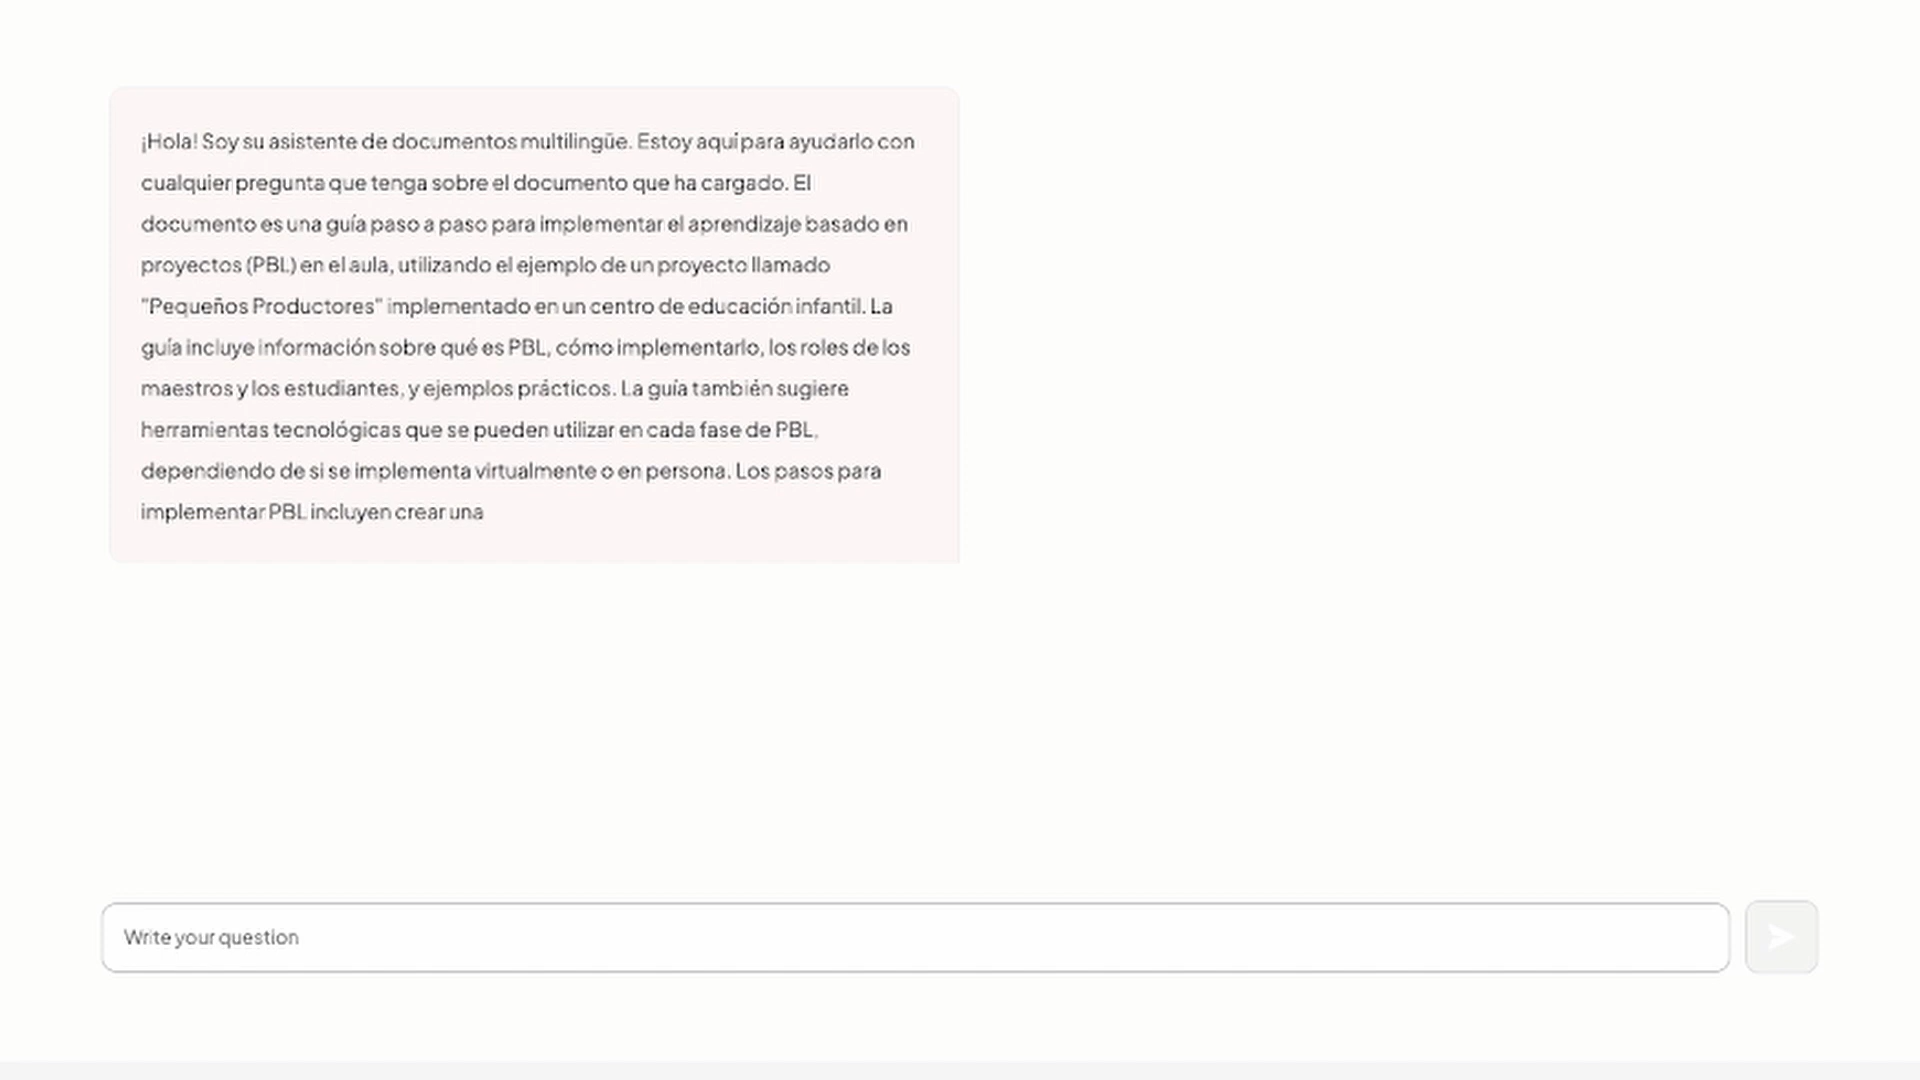 ¡Hola! Soy su asistente de documentos multilingüe. Estoy aquí para ayudarlo con
cualquier pregunta que tenga sobre el documento que ha cargado. El
documento es una guía paso a paso para implementar el aprendizaje basado en
proyectos (PBL) en el aula, utilizando el ejemplo de un proyecto llamado
"Pequeños Productores" implementado en un centro de educación infantil. La
guía incluye información sobre qué es PBL, cómo implementarlo, los roles de los
maestros y los estudiantes, y ejemplos prácticos. La guía también sugiere
herramientas tecnológicas que se pueden utilizar en cada fase de PBL,
dependiendo de si se implementa virtualmente o en persona. Los pasos para
implementar PBL incluyen crear una
Write your question